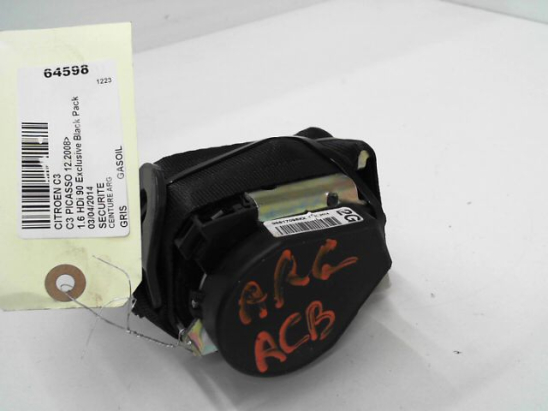 64598
1223
CITROEN C3
C3 PICASSO 12.2008>
1.6 HDi 90 Exclusive Black Pack
03/04/2014
SECURITE
CEINTURE ARG
GRIS GASOIL
ARG
ACB